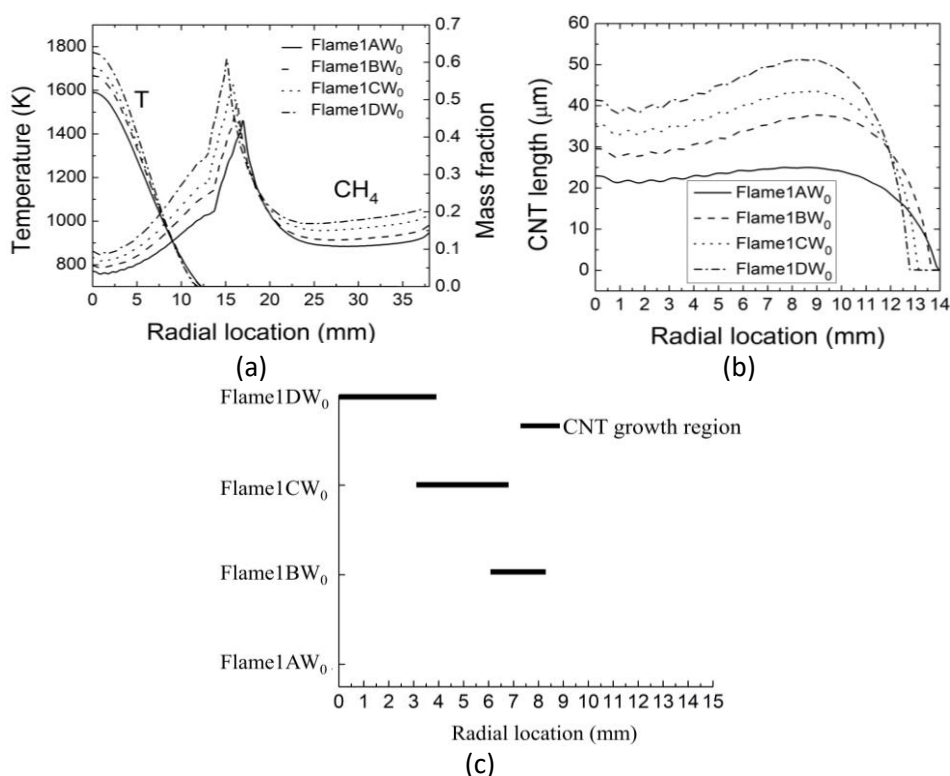 1800
1600
1400
1200
1000
800
Temperature (K)
T
CH₄
Flame1AW₀
Flame1BW₀
Flame1CW₀
Flame1DW₀
0.7
0.6
0.5
0.4
0.3
0.2
0.1
0.0
Mass fraction
0 5 10 15 20 25 30 35
Radial location (mm)
(a)
60
50
40
30
20
10
0
CNT length (μm)
Flame1AW₀
Flame1BW₀
Flame1CW₀
Flame1DW₀
0 1 2 3 4 5 6 7 8 9 10 11 12 13 14
Radial location (mm)
(b)
Flame1DW₀
CNT growth region
Flame1CW₀
Flame1BW₀
Flame1AW₀
0 1 2 3 4 5 6 7 8 9 10 11 12 13 14 15
Radial location (mm)
(c)